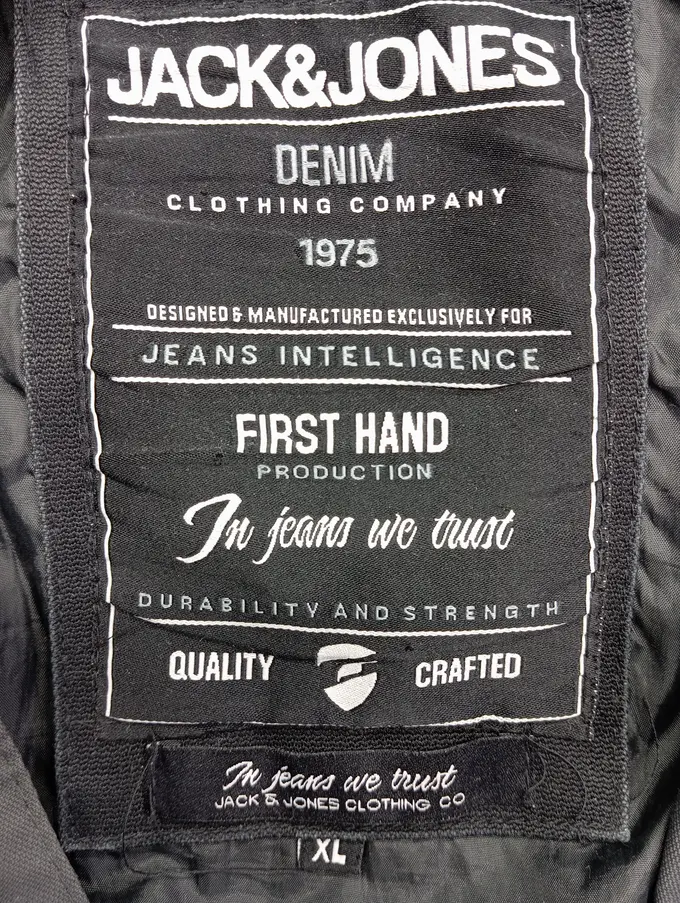 JACK&JONES
DENIM
CLOTHING COMPANY
1975
DESIGNED & MANUFACTURED EXCLUSIVELY FOR
JEANS INTELLIGENCE
FIRST HAND
PRODUCTION
In jeans we trust
DURABILITY AND STRENGTH
QUALITY CRAFTED
In jeans we trust
JACK & JONES CLOTHING CO
XL